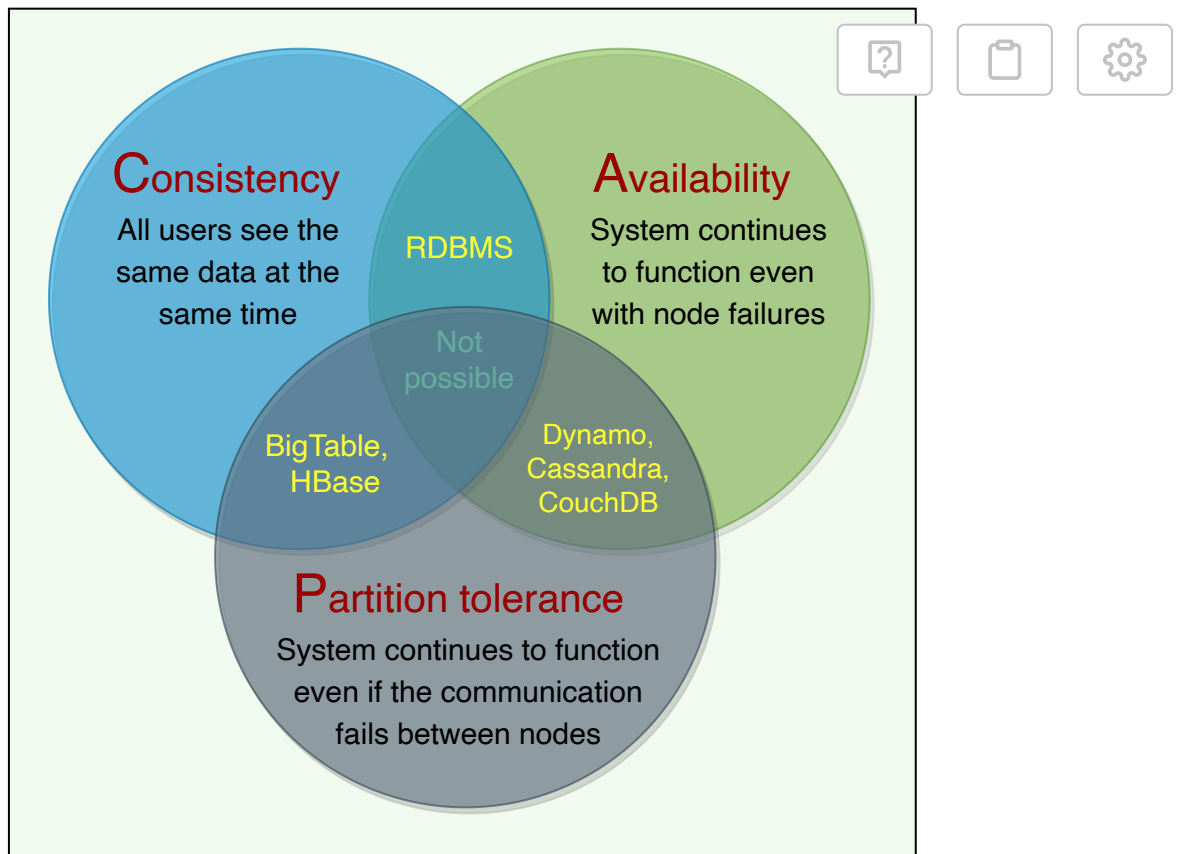 Consistency
All users see the
same data at the
same time
Availability
System continues
to function even
with node failures
RDBMS
Not
possible
BigTable,
HBase
Dynamo,
Cassandra,
CouchDB
Partition tolerance
System continues to function
even if the communication
fails between nodes